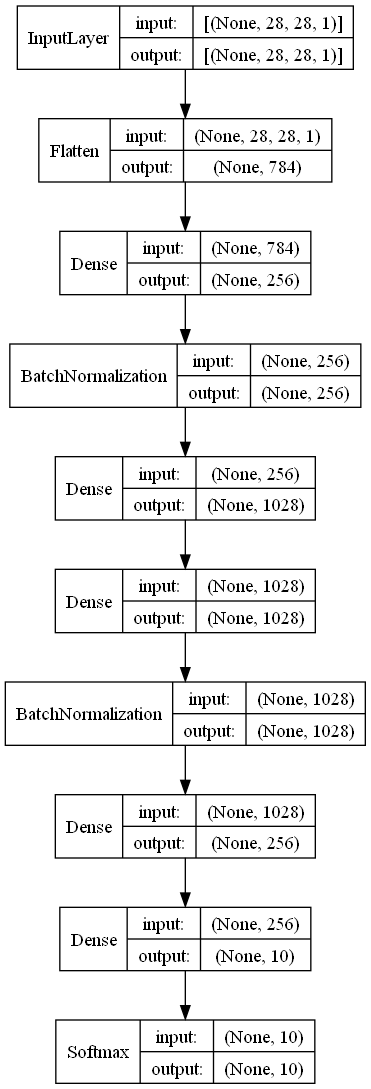 InputLayer
input:
[(None, 28, 28, 1)]
output:
[(None, 28, 28, 1)]
Flatten
input:
(None, 28, 28, 1)
output:
(None, 784)
Dense
input:
(None, 784)
output:
(None, 256)
BatchNormalization
input:
(None, 256)
output:
(None, 256)
Dense
input:
(None, 256)
output:
(None, 1028)
Dense
input:
(None, 1028)
output:
(None, 1028)
BatchNormalization
input:
(None, 1028)
output:
(None, 1028)
Dense
input:
(None, 1028)
output:
(None, 256)
Dense
input:
(None, 256)
output:
(None, 10)
Softmax
input:
(None, 10)
output:
(None, 10)